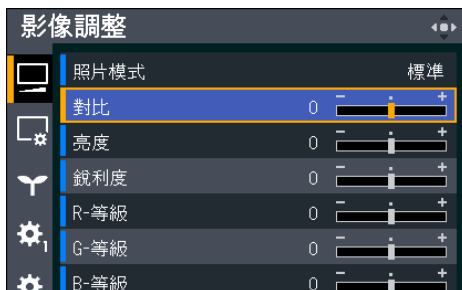 影像調整
照片模式 標準
對比 0 - +
亮度 0 - +
銳利度 0 - +
R-等級 0 - +
1
G-等級 0 - +
B-等級 0 - +